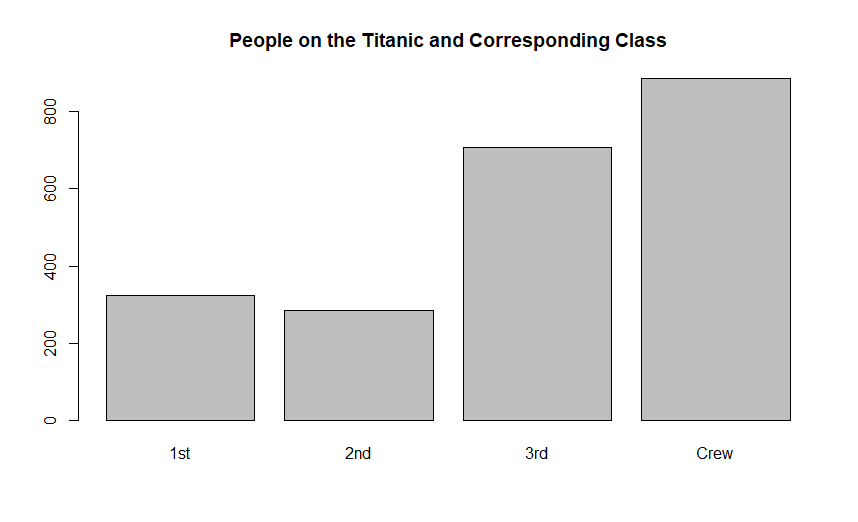 People on the Titanic and Corresponding Class
800
600
400
200
0
1st 2nd 3rd Crew